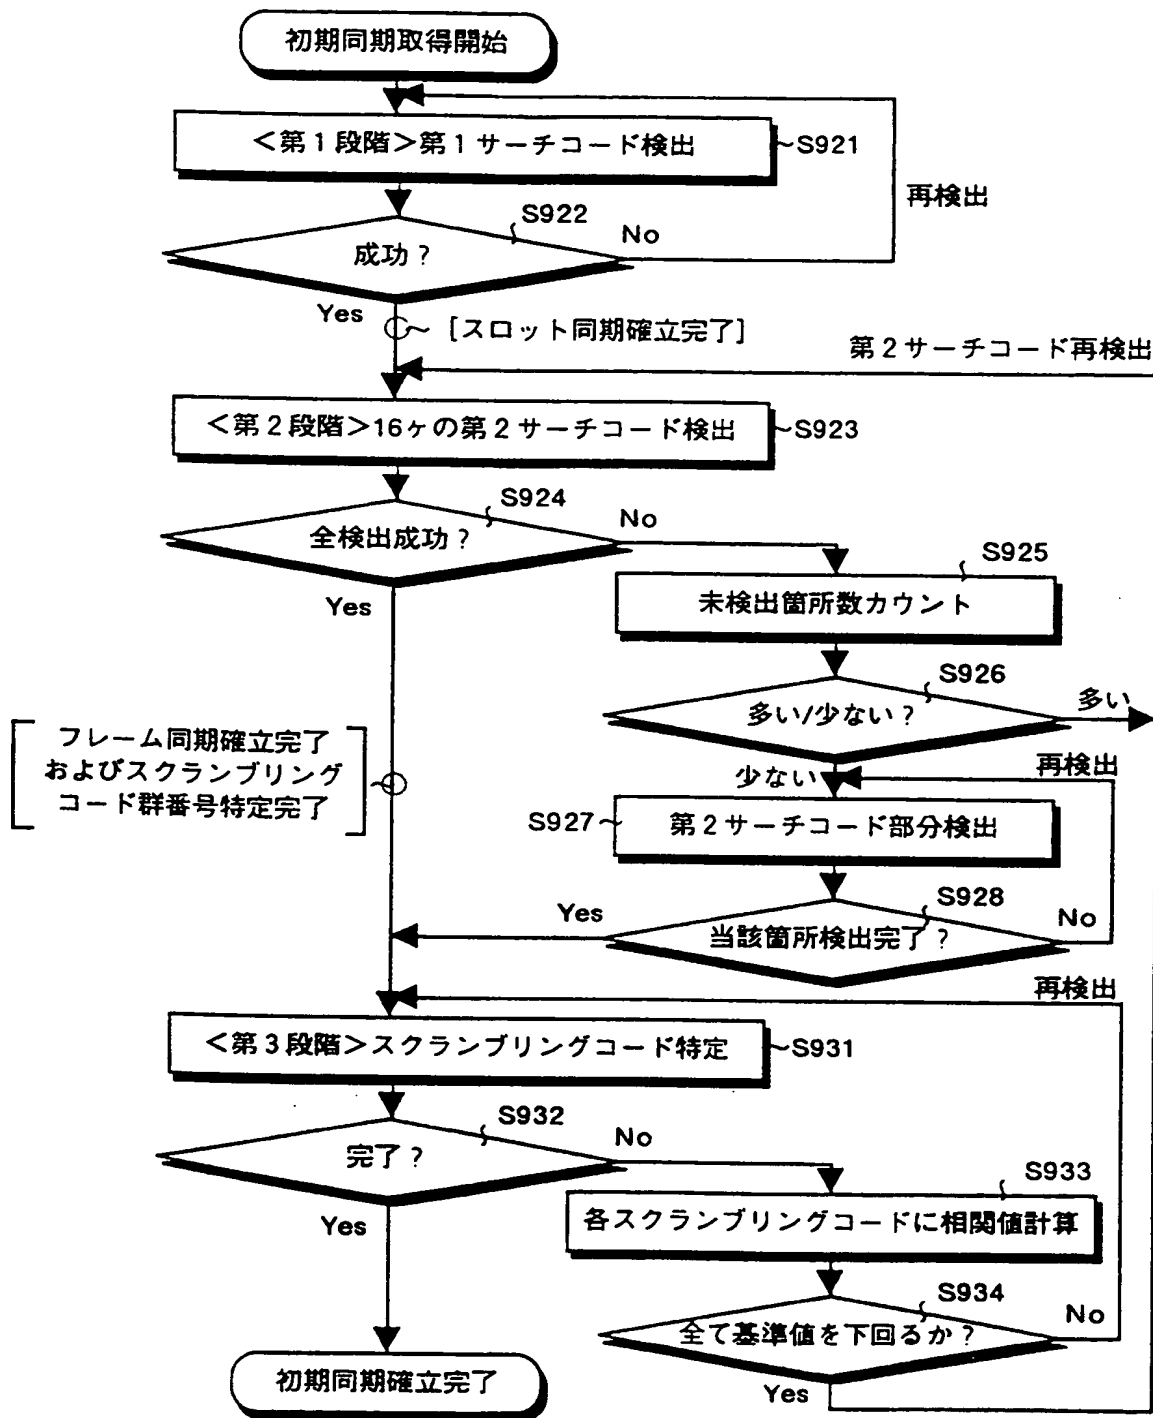 初期同期取得開始
<第1段階>第1サーチコード検出
~S921
再検出
S922
成功?
No
Yes
[スロット同期確立完了]
第2サーチコード再検出
<第2段階>16ヶの第2サーチコード検出
~S923
S924
全検出成功?
No
Yes
S925
未検出箇所数カウント
S926
多い/少ない?
多い
フレーム同期確立完了
およびスクランブリング
コード群番号特定完了
少ない
再検出
S927~
第2サーチコード部分検出
S928
当該箇所検出完了?
Yes
No
再検出
<第3段階>スクランブリングコード特定
~S931
S932
完了?
No
Yes
S933
各スクランブリングコードに相関値計算
S934
全て基準値を下回るか?
No
Yes
初期同期確立完了